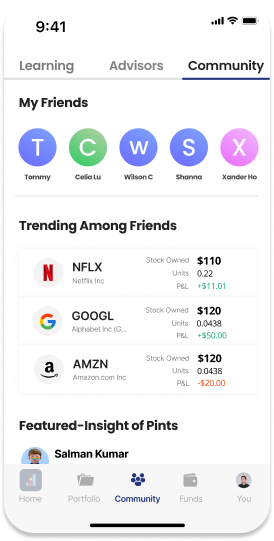 9:41
Learning Advisors Community
My Friends
T C W S X
Tommy Celia Lu Wilson C Shanna Xander Ho
Trending Among Friends
NFLX
Netflix Inc
Stock Owned $110
Units 0.22
P&L +$11.01
GOOGL
Alphabet Inc (G...
Stock Owned $120
Units 0.0438
P&L +$50.00
AMZN
Amazon.com Inc
Stock Owned $120
Units 0.0438
P&L -$20.00
Featured-Insight of Pints
Salman Kumar
Home Portfolio Community Funds You